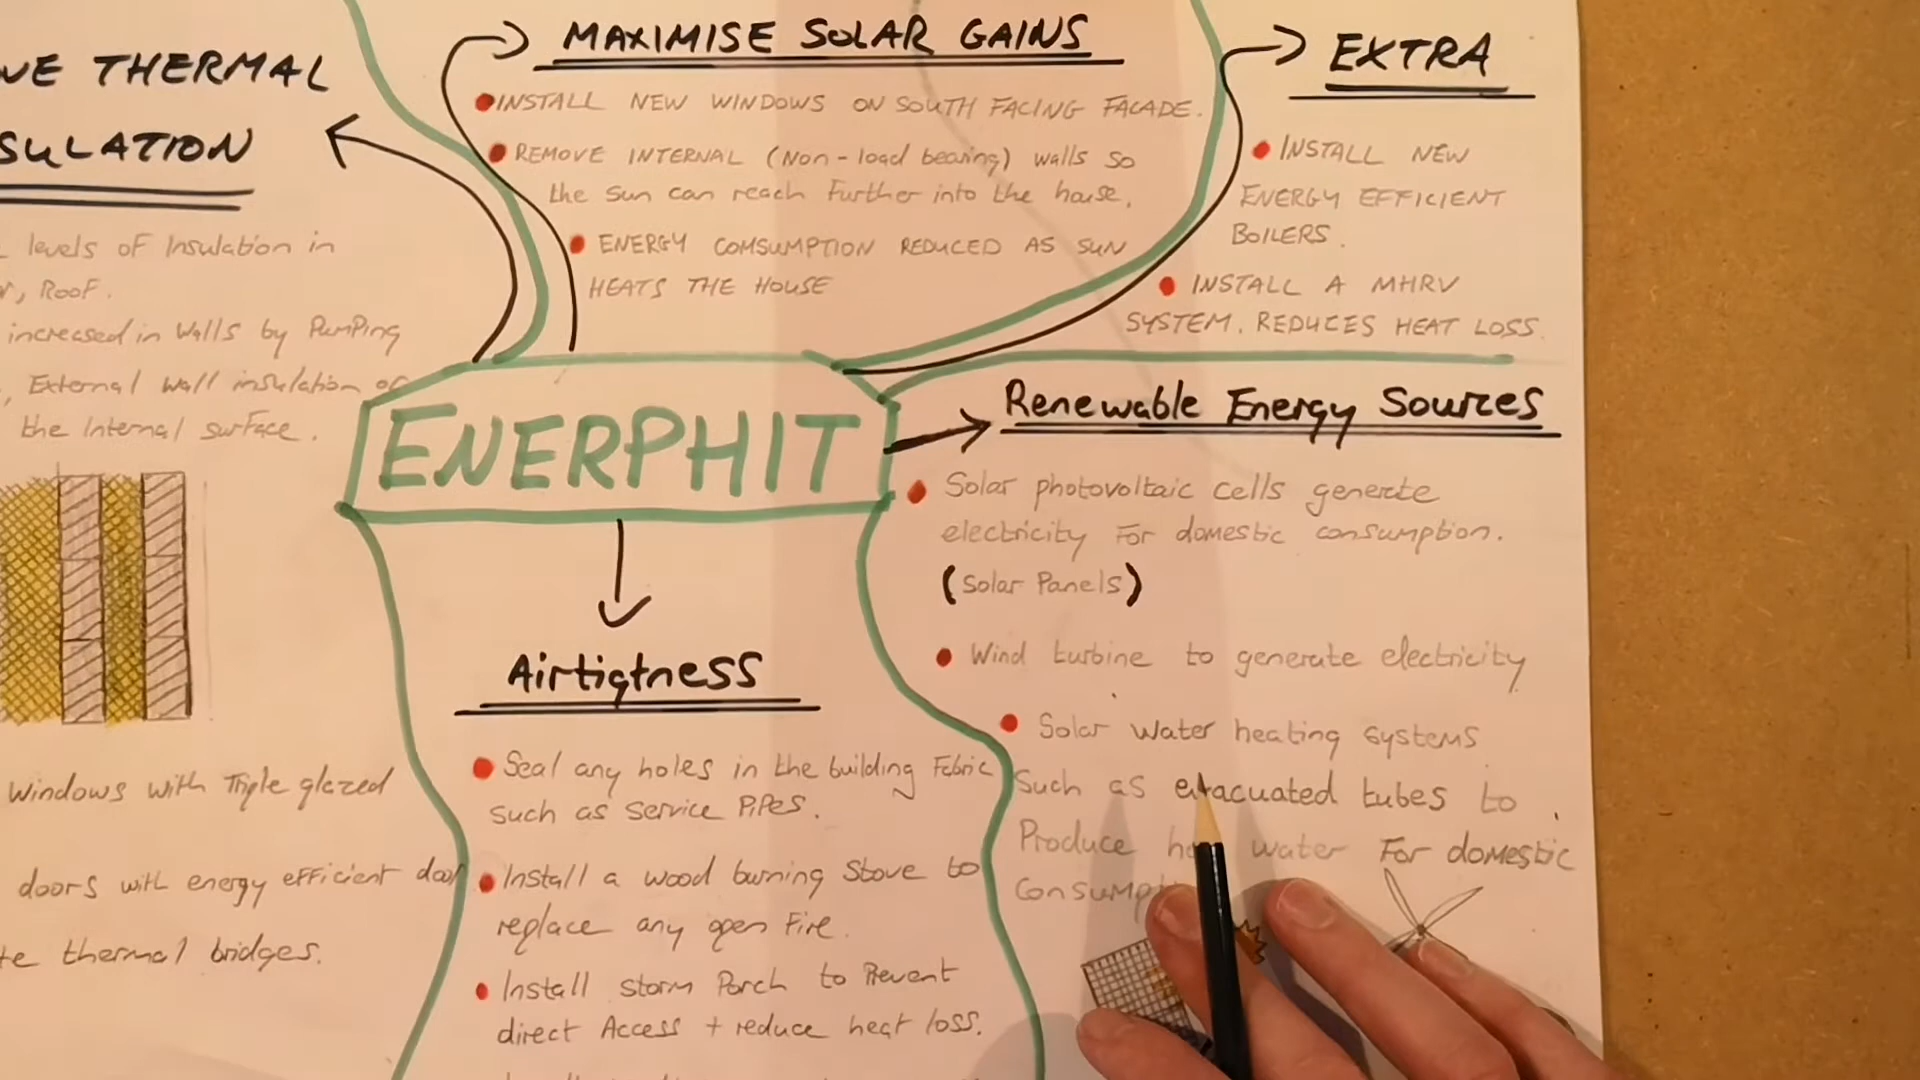 VE THERMAL
SULATION
levels of Insulation in
, Roof.
increased in Walls by Pumping
, External wall insulation or
the Internal surface.
Windows with Triple glazed
doors with energy efficient door
te thermal bridges.
MAXIMISE SOLAR GAINS
INSTALL NEW WINDOWS ON SOUTH FACING FACADE.
REMOVE INTERNAL (Non-load bearing) walls so
the sun can reach further into the house.
ENERGY COMSUMPTION REDUCED AS SUN
HEATS THE HOUSE
EXTRA
INSTALL NEW
ENERGY EFFICIENT
BOILERS.
INSTALL A MHRV
SYSTEM. REDUCES HEAT LOSS.
ENERPHIT
Renewable Energy Sources
Solar photovoltaic cells generate
electricity for domestic consumption.
(Solar Panels)
Wind turbine to generate electricity
Solar water heating systems
Such as evacuated tubes to
Produce hot water for domestic
Consumpt
Airtigtness
Seal any holes in the building Fabric
such as service pipes.
Install a wood burning Stove to
replace any open Fire.
Install storm Porch to Prevent
direct Access + reduce heat loss.